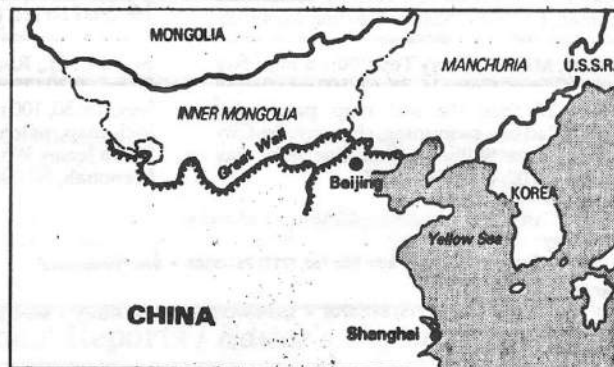 MONGOLIA
MANCHURIA
U.S.S.R.
INNER MONGOLIA
Great Wall
Beijing
KOREA
Yellow Sea
CHINA
Shanghai